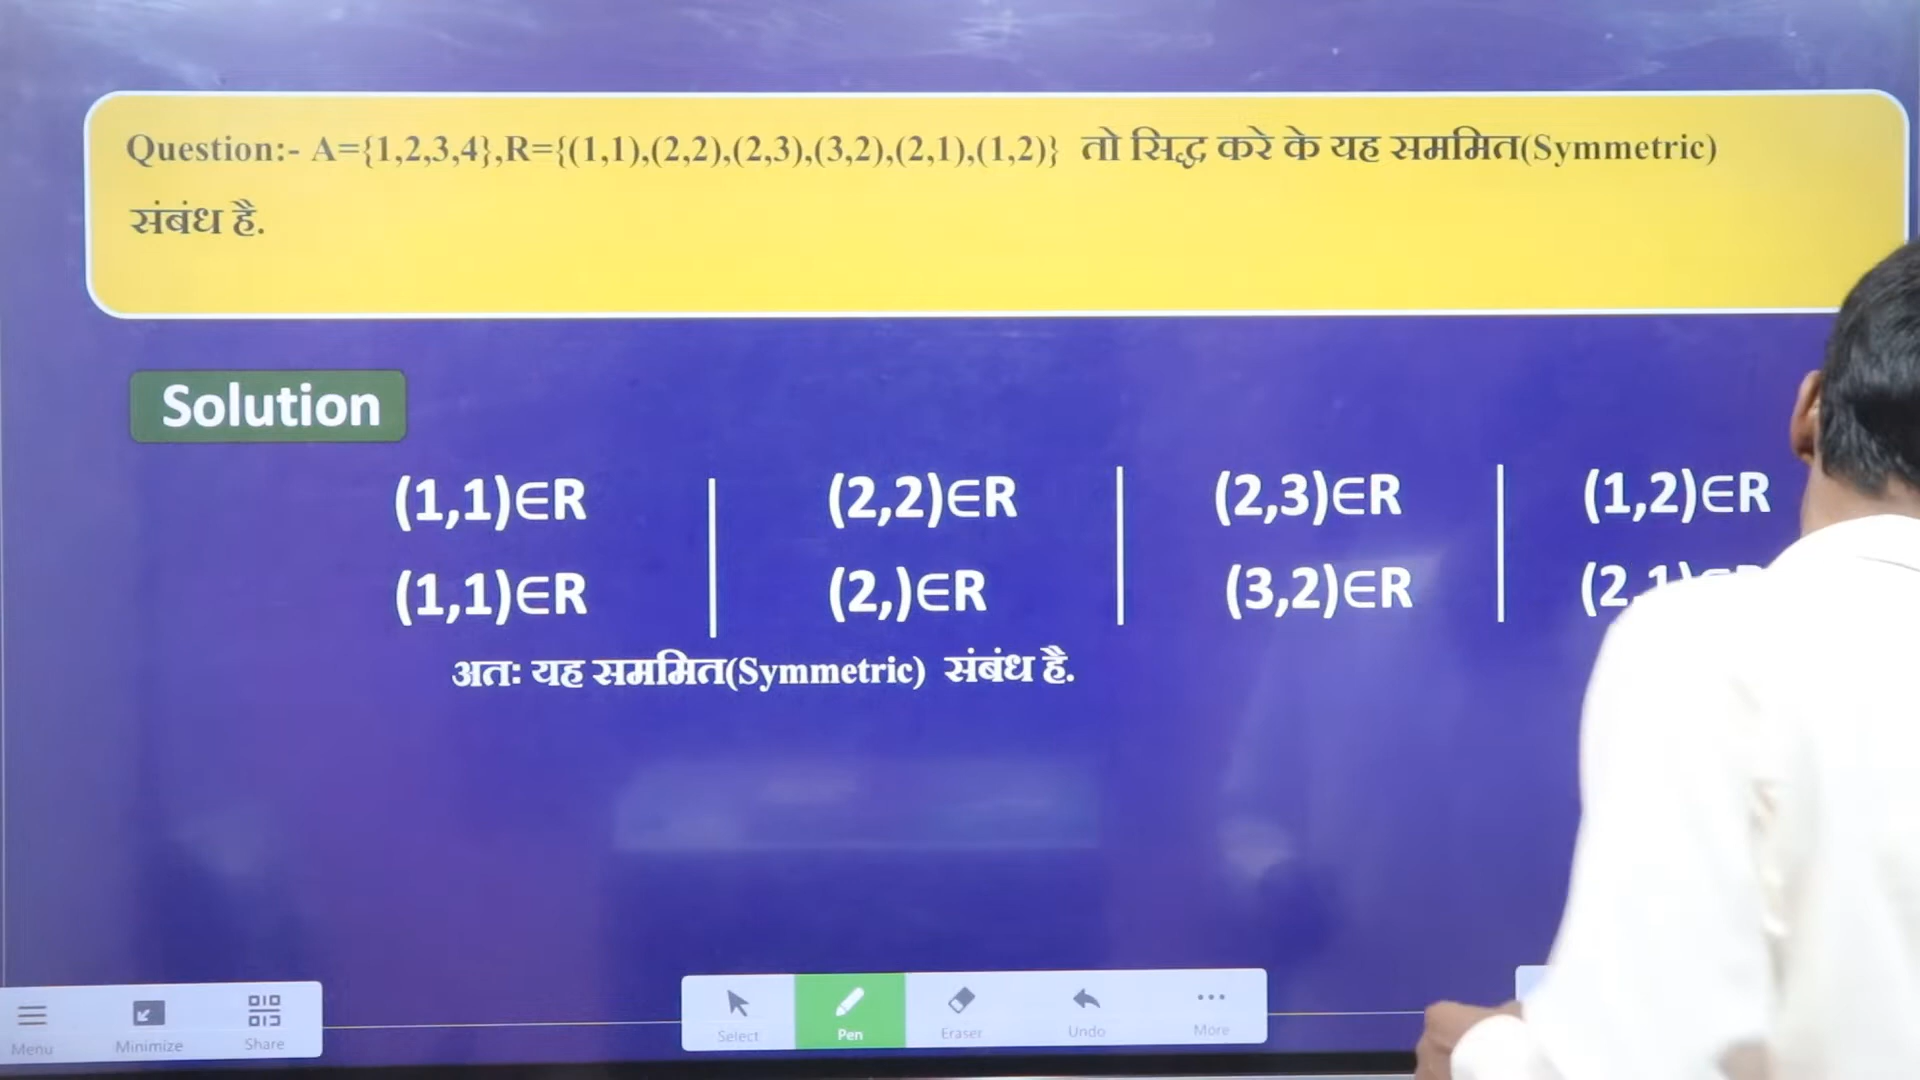 Question:- A={1,2,3,4},R={(1,1),(2,2),(2,3),(3,2),(2,1),(1,2)} तो सिद्ध करे के यह सममित(Symmetric)
संबंध है.
Solution
(1,1)∈R (2,2)∈R (2,3)∈R (1,2)∈R
(1,1)∈R (2,)∈R (3,2)∈R (2,1)∈R
अतः यह सममित(Symmetric) संबंध है.
Menu Minimize Share Select Pen Eraser Undo More